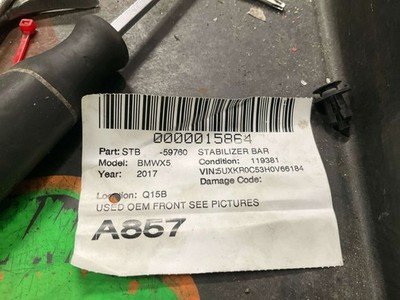 0000015864
Part: STB -59760 STABILIZER BAR
Model: BMWX5 Condition: 119381
Year: 2017 VIN:5UXKR0C53H0V66184
Damage Code:
Location: Q15B
USED OEM FRONT SEE PICTURES
A857